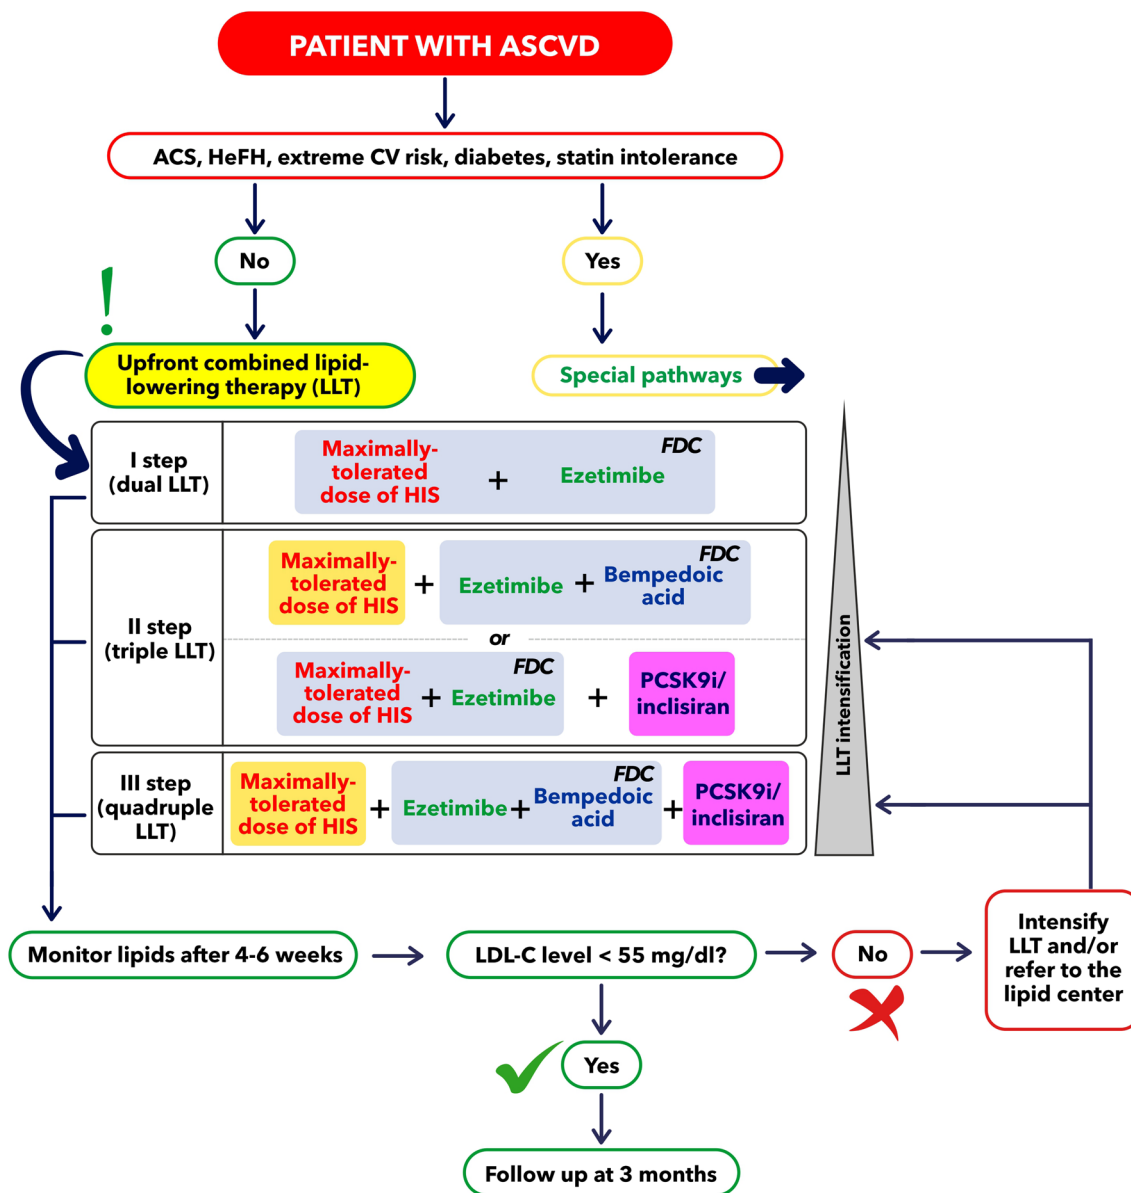 PATIENT WITH ASCVD
ACS, HeFH, extreme CV risk, diabetes, statin intolerance
No
Yes
!
Upfront combined lipid-
lowering therapy (LLT)
Special pathways
I step
(dual LLT)
Maximally-
tolerated
dose of HIS
+
Ezetimibe
FDC
II step
(triple LLT)
Maximally-
tolerated
dose of HIS
+
Ezetimibe
+
Bempedoic
acid
FDC
or
Maximally-
tolerated
dose of HIS
+
Ezetimibe
FDC
+
PCSK9i/
inclisiran
III step
(quadruple
LLT)
Maximally-
tolerated
dose of HIS
+
Ezetimibe
+
Bempedoic
acid
FDC
+
PCSK9i/
inclisiran
LLT intensification
Monitor lipids after 4-6 weeks
LDL-C level < 55 mg/dl?
No
Intensify
LLT and/or
refer to the
lipid center
Yes
Follow up at 3 months